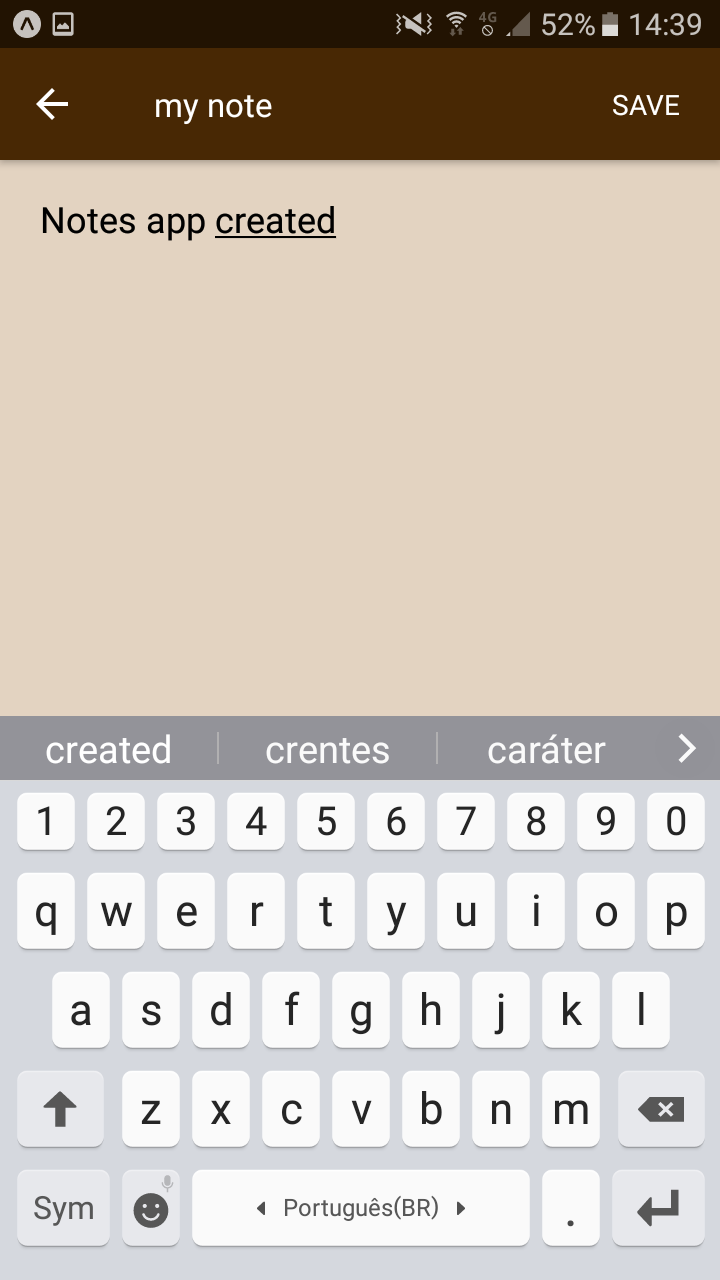 4G 52% 14:39
my note SAVE
Notes app created
created crentes caráter
1 2 3 4 5 6 7 8 9 0
q w e r t y u i o p
a s d f g h j k l
z x c v b n m
Sym Português(BR) .